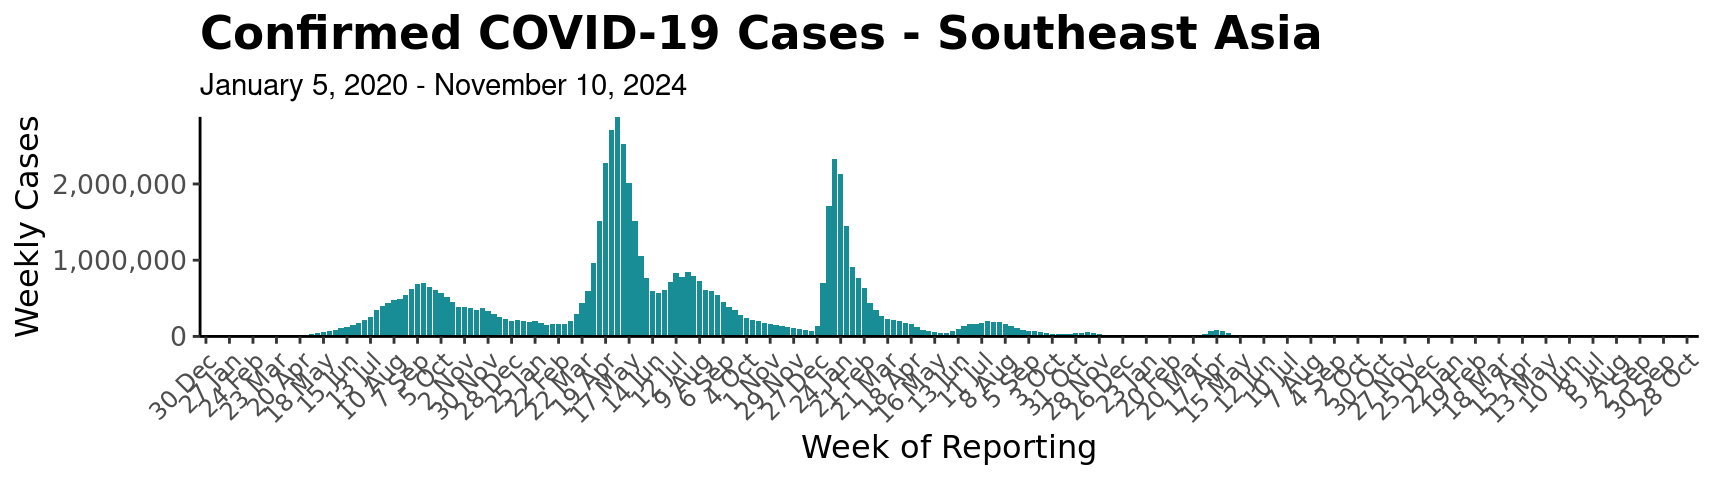 Confirmed COVID-19 Cases - Southeast Asia
January 5, 2020 - November 10, 2024
Weekly Cases
2,000,000
1,000,000
0
30 Dec
27 Jan
24 Feb
23 Mar
20 Apr
18 May
15 Jun
13 Jul
10 Aug
7 Sep
5 Oct
2 Nov
30 Nov
28 Dec
25 Jan
22 Feb
22 Mar
19 Apr
17 May
14 Jun
12 Jul
9 Aug
6 Sep
4 Oct
1 Nov
29 Nov
27 Dec
24 Jan
21 Feb
21 Mar
18 Apr
16 May
13 Jun
11 Jul
8 Aug
5 Sep
3 Oct
31 Oct
28 Nov
26 Dec
23 Jan
20 Feb
20 Mar
17 Apr
15 May
12 Jun
10 Jul
7 Aug
4 Sep
2 Oct
30 Oct
27 Nov
25 Dec
22 Jan
19 Feb
18 Mar
15 Apr
13 May
10 Jun
8 Jul
5 Aug
2 Sep
30 Sep
28 Oct
Week of Reporting